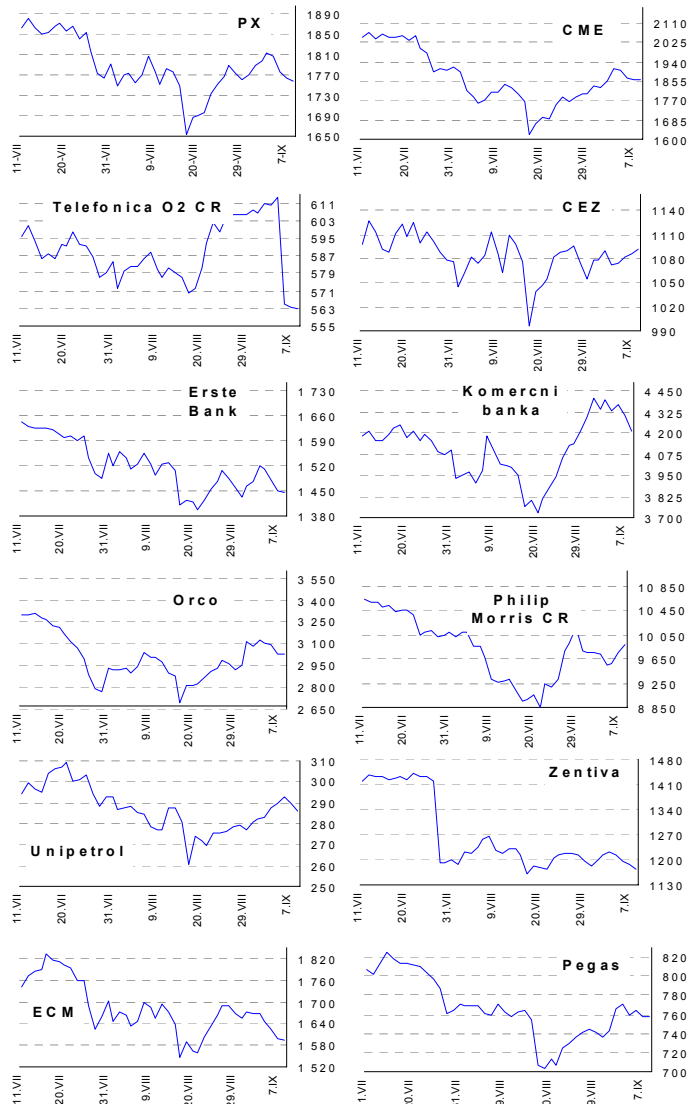 PX
1890
1850
1810
1770
1730
1690
1650
11-VII
20-VII
31-VII
9-VIII
20-VIII
29-VIII
7-IX
CME
2110
2025
1940
1855
1770
1685
1600
11.VII
20.VII
31.VII
9.VIII
20.VIII
29.VIII
7.IX
Telefonica O2 CR
611
603
595
587
579
571
563
555
11.VII
20.VII
31.VII
9.VIII
20.VIII
29.VIII
7.IX
CEZ
1140
1110
1080
1050
1020
990
11.VII
20.VII
31.VII
9.VIII
20.VIII
29.VIII
7.IX
Erste
Bank
1 730
1 660
1 590
1 520
1 450
1 380
11.VII
20.VII
31.VII
9.VIII
20.VIII
29.VIII
7.IX
Komercni
banka
4 450
4 325
4 200
4 075
3 950
3 825
3 700
11.VII
20.VII
31.VII
9.VIII
20.VIII
29.VIII
7.IX
Orco
3 550
3 400
3 250
3 100
2 950
2 800
2 650
11.VII
20.VII
31.VII
9.VIII
20.VIII
29.VIII
7.IX
Philip
Morris CR
10 850
10 450
10 050
9 650
9 250
8 850
11.VII
20.VII
31.VII
9.VIII
20.VIII
29.VIII
7.IX
Unipetrol
310
300
290
280
270
260
250
11.VII
20.VII
31.VII
9.VIII
20.VIII
29.VIII
7.IX
Zentiva
1480
1410
1340
1270
1200
1130
11.VII
20.VII
31.VII
9.VIII
20.VIII
29.VIII
7.IX
ECM
1 820
1 760
1 700
1 640
1 580
1 520
11.VII
20.VII
31.VII
9.VIII
20.VIII
29.VIII
7.IX
Pegas
820
800
780
760
740
720
700
1.VII
0.VII
1.VII
9.VIII
0.VIII
9.VIII
7.IX